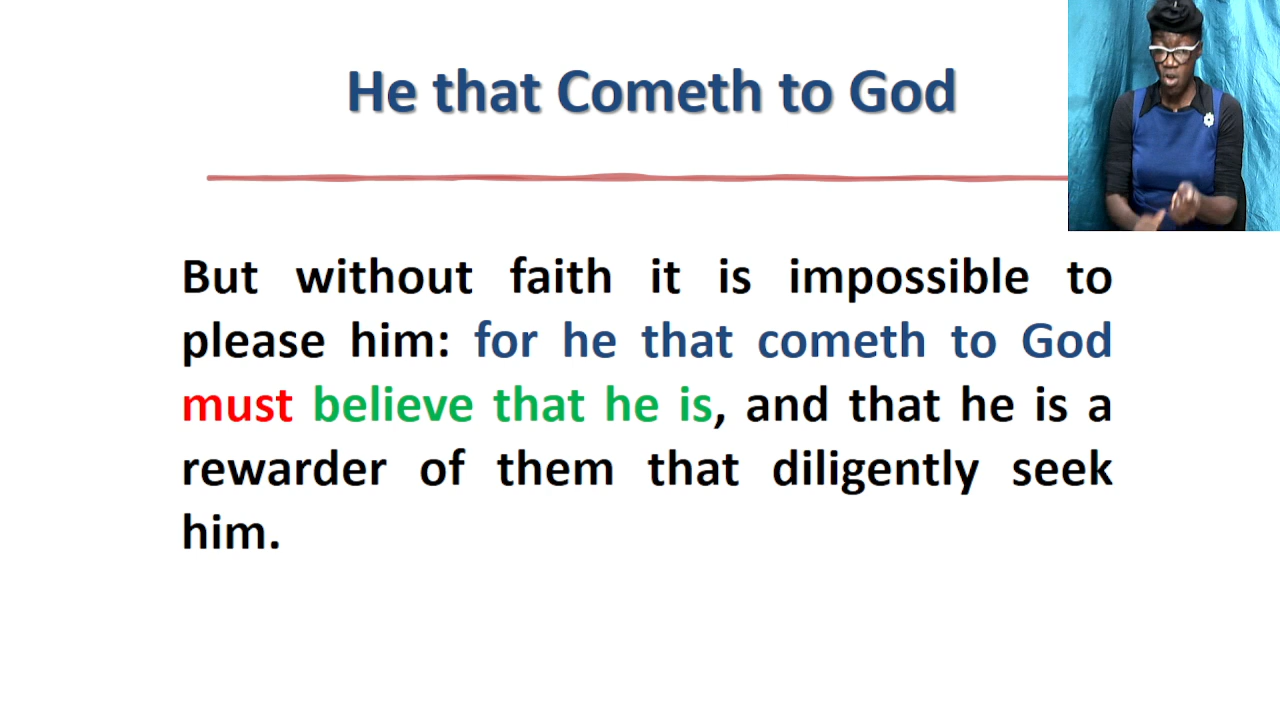 He that Cometh to God
But without faith it is impossible to
please him: for he that cometh to God
must believe that he is, and that he is a
rewarder of them that diligently seek
him.